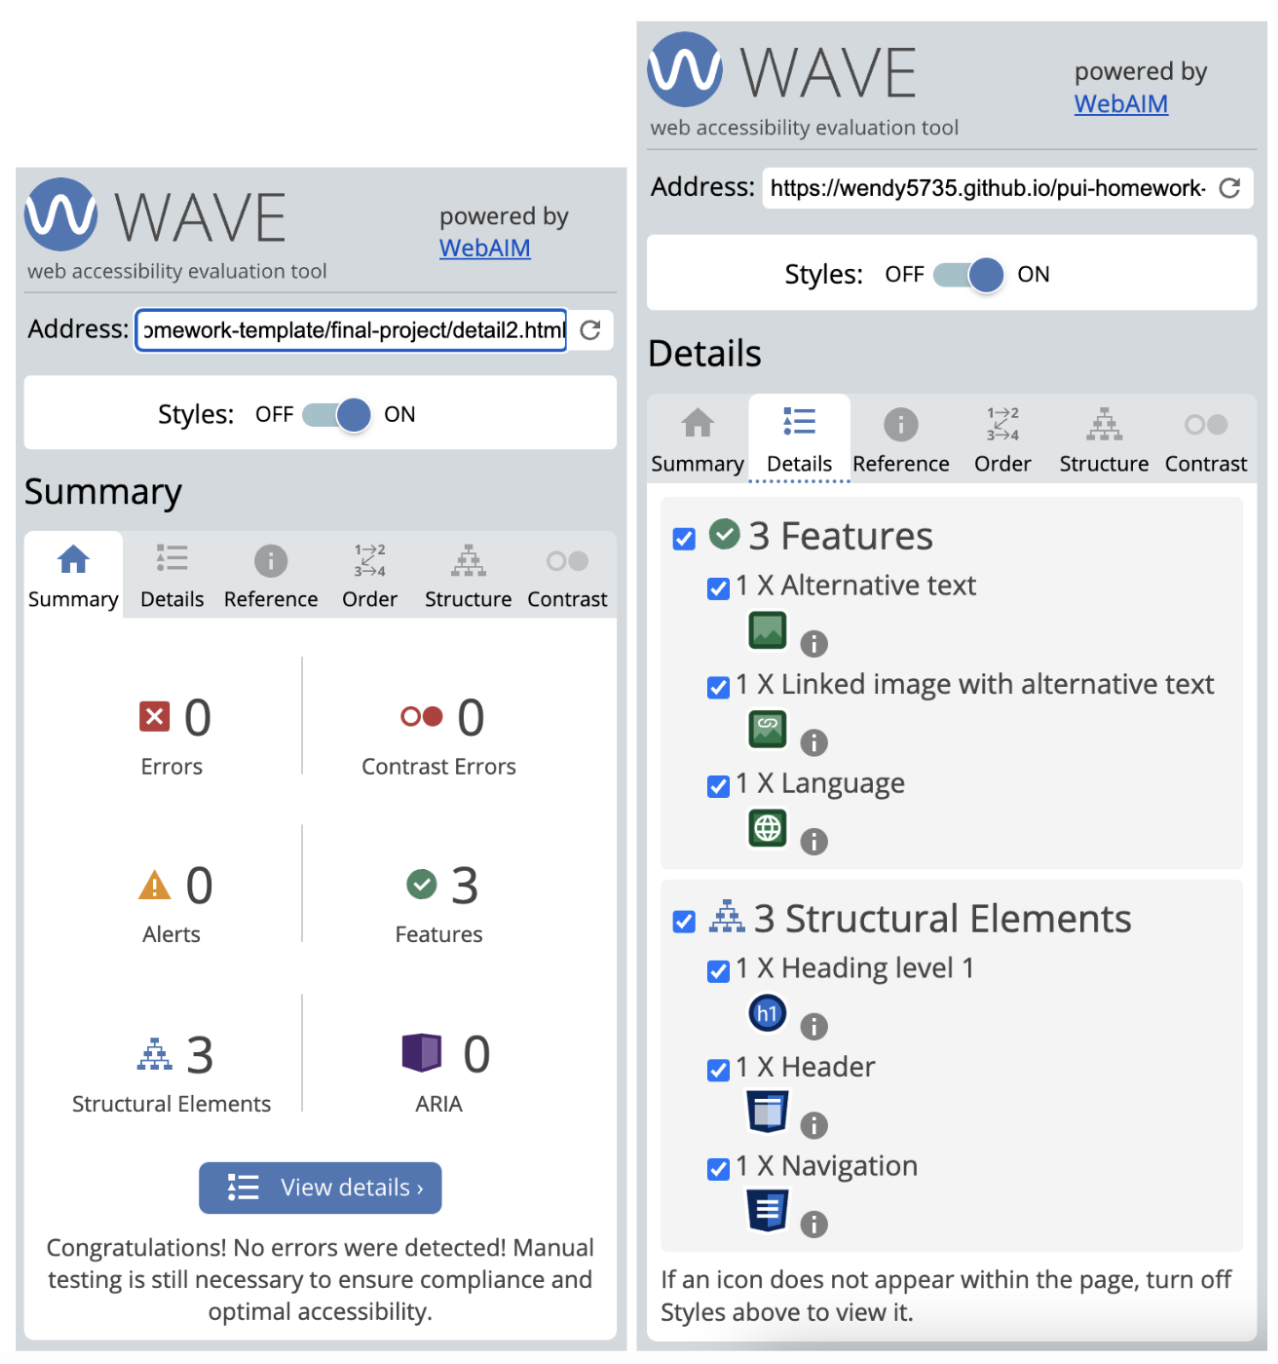 WAVE
powered by
WebAIM
web accessibility evaluation tool
Address: omework-template/final-project/detail2.html
Styles: OFF ON
Summary
Summary Details Reference Order Structure Contrast
0 0
Errors Contrast Errors
0 3
Alerts Features
3 0
Structural Elements ARIA
View details ›
Congratulations! No errors were detected! Manual
testing is still necessary to ensure compliance and
optimal accessibility.
WAVE
powered by
WebAIM
web accessibility evaluation tool
Address: https://wendy5735.github.io/pui-homework-
Styles: OFF ON
Details
1→2
3→4
Summary Details Reference Order Structure Contrast
3 Features
1 X Alternative text
1 X Linked image with alternative text
1 X Language
3 Structural Elements
1 X Heading level 1
h1
1 X Header
1 X Navigation
If an icon does not appear within the page, turn off
Styles above to view it.